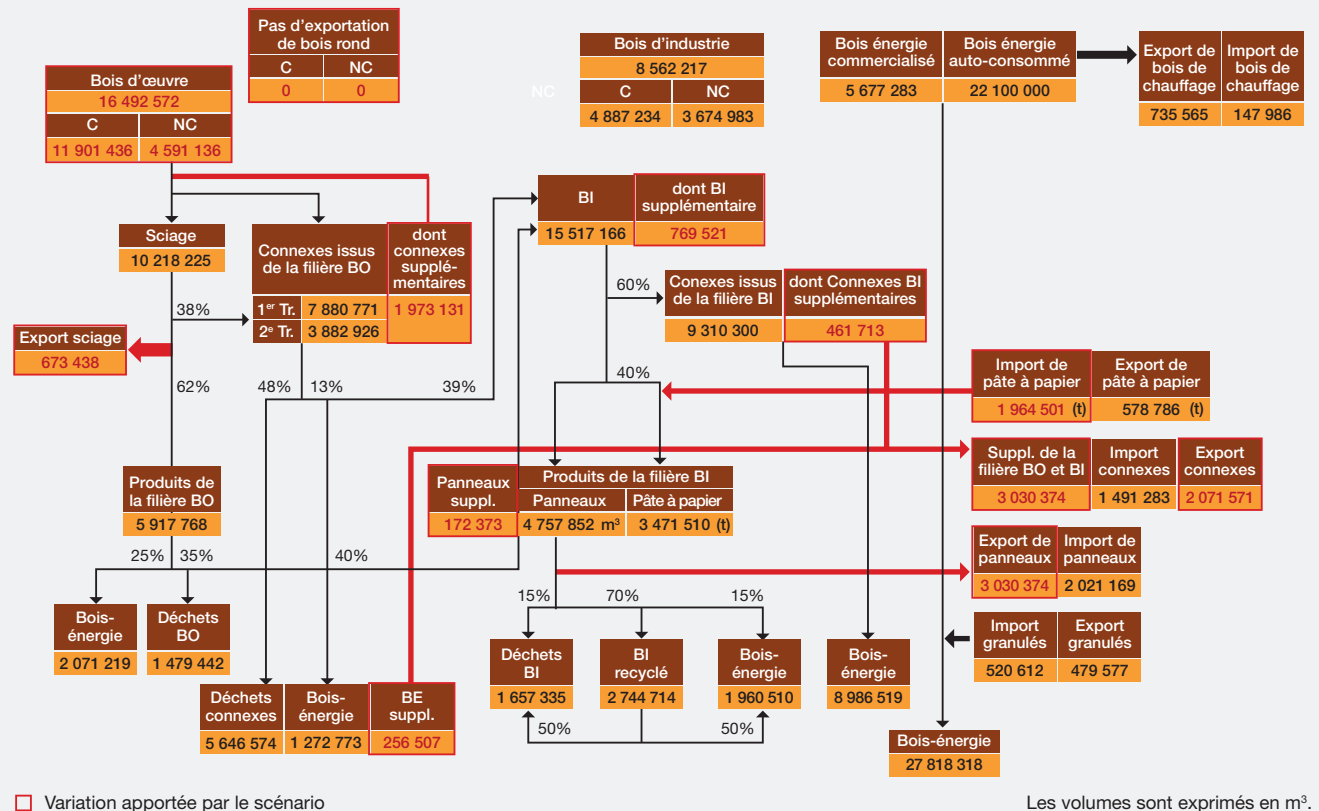 Pas d'exportation
de bois rond
C NC
0 0
Bois d'œuvre
16 492 572
C NC
11 901 436 4 591 136
Bois d'industrie
8 562 217
NC
C NC
4 887 234 3 674 983
Bois énergie
commercialisé
5 677 283
Bois énergie
auto-consommé
22 100 000
Export de
bois de
chauffage
735 565
Import de
bois de
chauffage
147 986
Sciage
10 218 225
Connexes issus
de la filière BO
1er Tr. 7 880 771
2e Tr. 3 882 926
dont
connexes
supplé-
mentaires
1 973 131
BI
15 517 166
dont BI
supplémentaire
769 521
60%
Conexes issus
de la filière BI
9 310 300
dont Connexes BI
supplémentaires
461 713
38%
Export sciage
673 438
62%
48%
13%
39%
40%
Import de
pâte à papier
1 964 501 (t)
Export de
pâte à papier
578 786 (t)
Suppl. de la
filière BO et BI
3 030 374
Import
connexes
1 491 283
Export
connexes
2 071 571
Produits de
la filière BO
5 917 768
Panneaux
suppl.
172 373
Produits de la filière BI
Panneaux Pâte à papier
4 757 852 m³ 3 471 510 (t)
Export de
panneaux
3 030 374
Import de
panneaux
2 021 169
25%
35%
40%
15%
70%
15%
Bois-
énergie
2 071 219
Déchets
BO
1 479 442
Déchets
BI
1 657 335
BI
recyclé
2 744 714
Bois-
énergie
1 960 510
Bois-
énergie
8 986 519
Import
granulés
520 612
Export
granulés
479 577
Déchets
connexes
5 646 574
Bois-
énergie
1 272 773
BE
suppl.
256 507
50%
50%
Bois-énergie
27 818 318
Variation apportée par le scénario
Les volumes sont exprimés en m³.